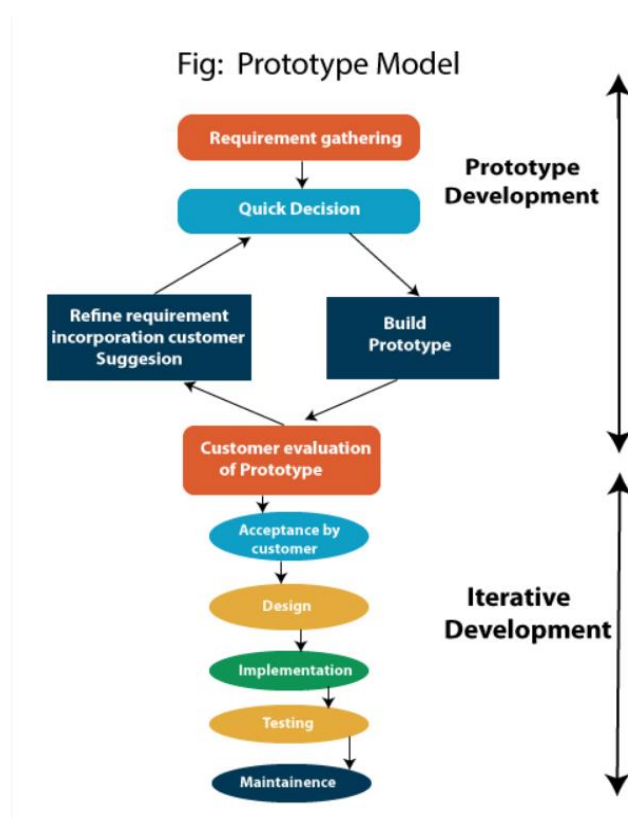 Fig: Prototype Model
Requirement gathering
Prototype
Development
Quick Decision
Refine requirement
incorporation customer
Suggesion
Build
Prototype
Customer evaluation
of Prototype
Acceptance by
customer
Design
Iterative
Development
Implementation
Testing
Maintainence